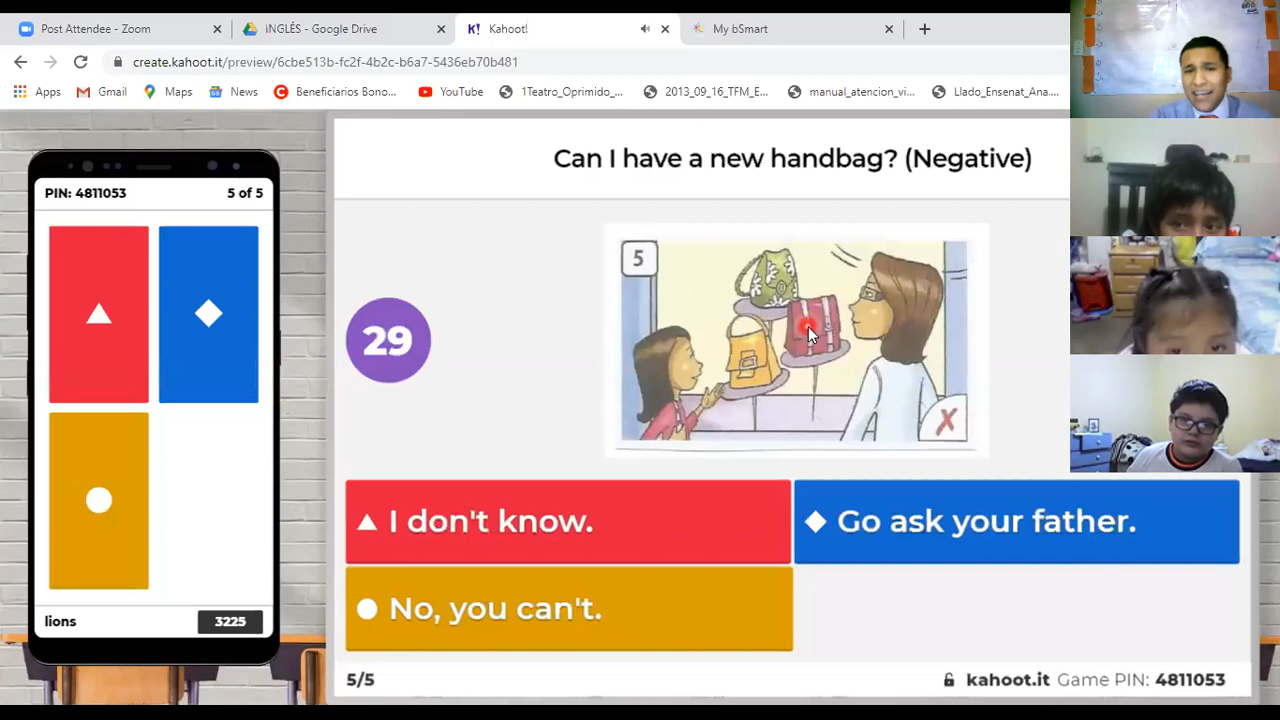 Post Attendee - Zoom
INGLÉS - Google Drive
K! Kahoot!
My bSmart
create.kahoot.it/preview/6cbe513b-fc2f-462c-b6a7-5436eb70b481
Apps
Gmail
Maps
News
Beneficiarios Bono...
YouTube
1Teatro_Oprimido_...
2013_09_16_TFM_E...
manual_atencion_vi...
Llado_Ensenat_Ana....
PIN: 4811053
5 of 5
lions
3225
Can I have a new handbag? (Negative)
29
5
I don't know.
Go ask your father.
No, you can't.
5/5
kahoot.it Game PIN: 4811053